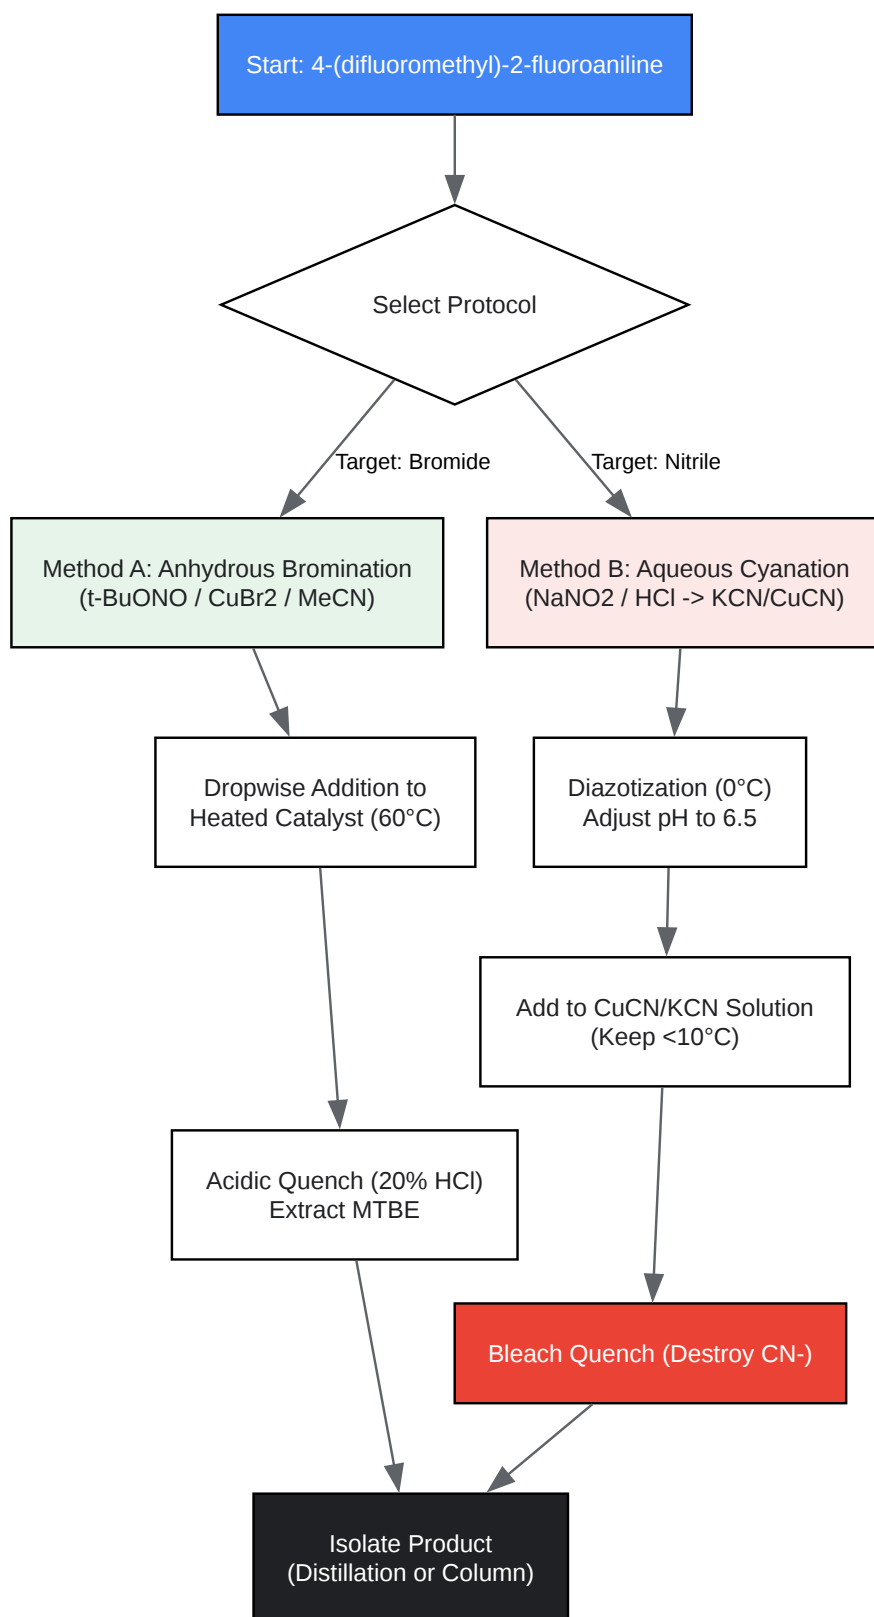 Start: 4-(difluoromethyl)-2-fluoroaniline
Select Protocol
Target: Bromide
Target: Nitrile
Method A: Anhydrous Bromination
(t-BuONO / CuBr2 / MeCN)
Method B: Aqueous Cyanation
(NaNO2 / HCl -> KCN/CuCN)
Dropwise Addition to
Heated Catalyst (60°C)
Diazotization (0°C)
Adjust pH to 6.5
Add to CuCN/KCN Solution
(Keep <10°C)
Acidic Quench (20% HCl)
Extract MTBE
Bleach Quench (Destroy CN-)
Isolate Product
(Distillation or Column)